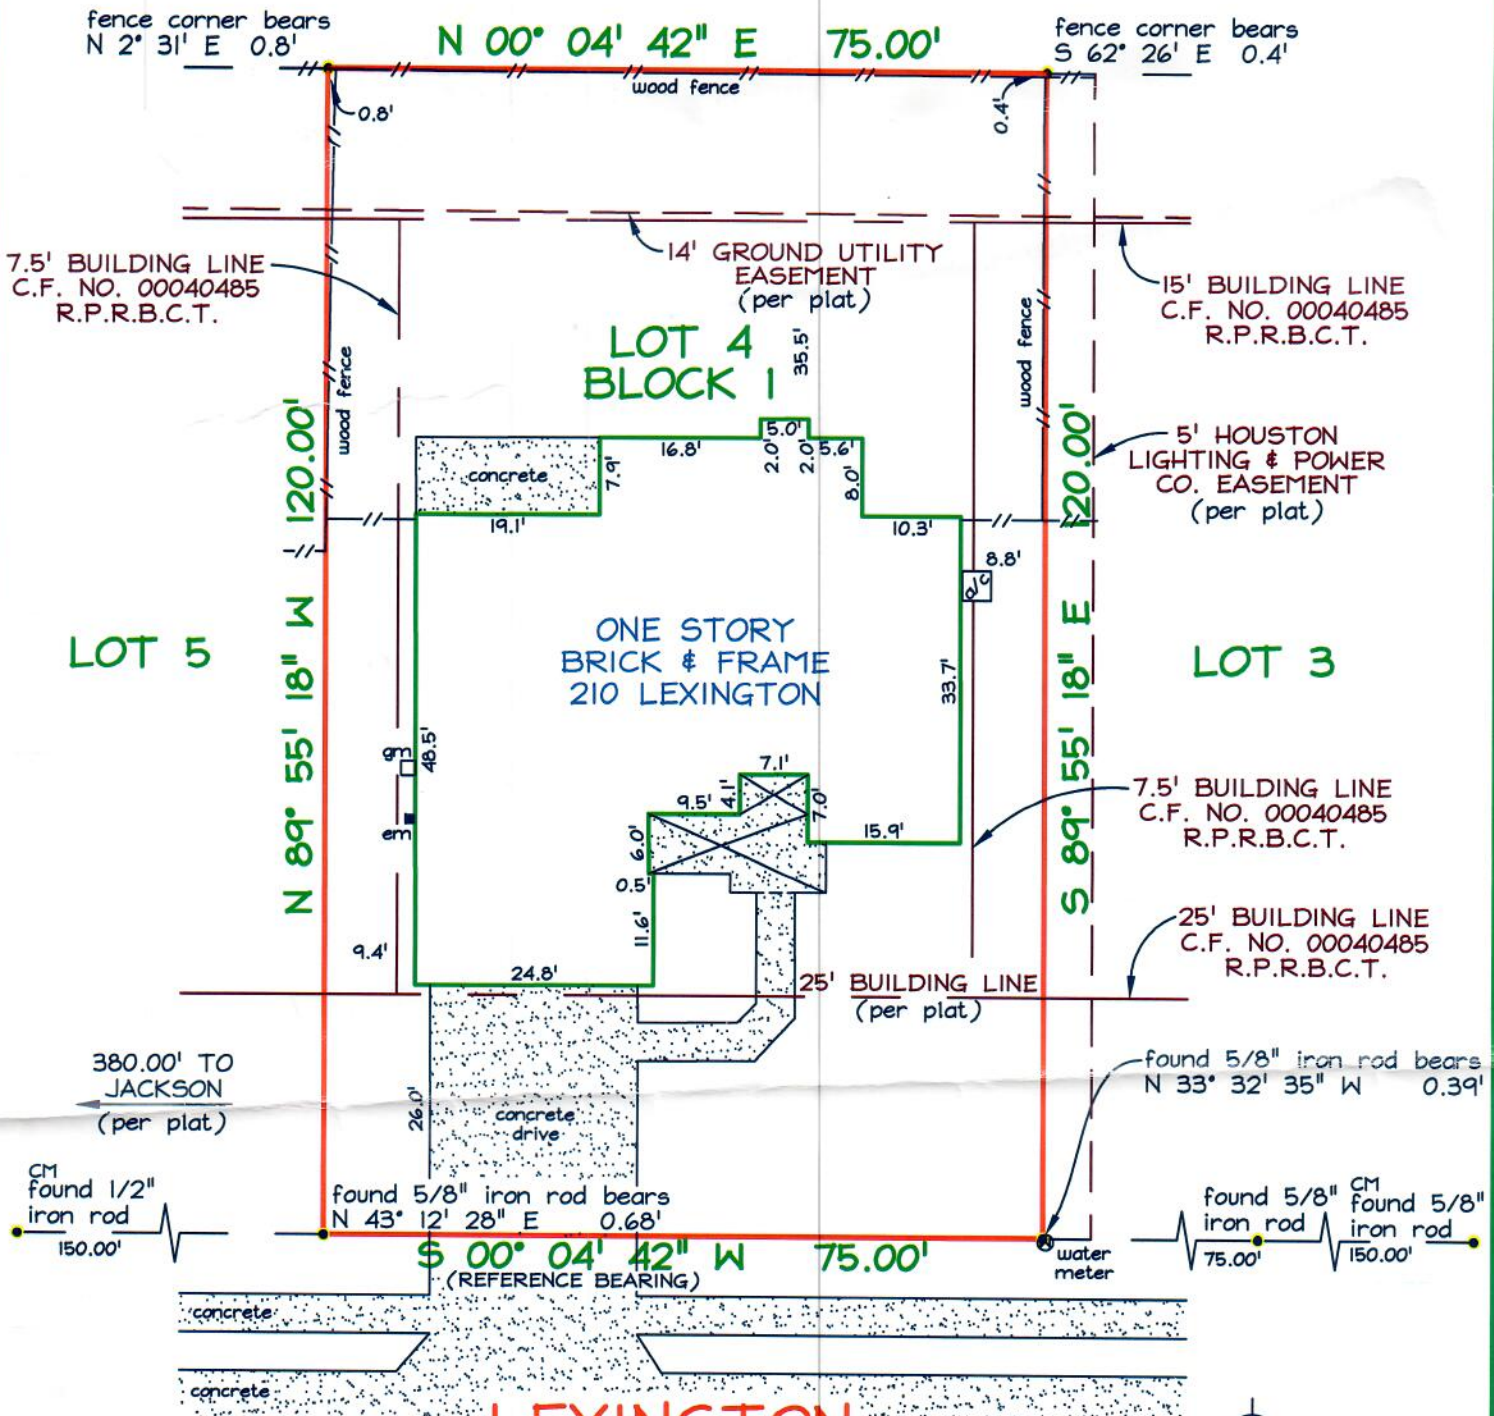 fence corner bears
N 2° 31' E 0.8'
N 00° 04' 42" E 75.00'
fence corner bears
S 62° 26' E 0.4'
wood fence
0.8'
0.4'
7.5' BUILDING LINE
C.F. NO. 00040485
R.P.R.B.C.T.
14' GROUND UTILITY
EASEMENT
(per plat)
15' BUILDING LINE
C.F. NO. 00040485
R.P.R.B.C.T.
wood fence
wood fence
LOT 4
BLOCK 1
35.5'
N 89° 55' 18" W 120.00'
S 89° 55' 18" E 120.00'
5' HOUSTON
LIGHTING & POWER
CO. EASEMENT
(per plat)
5.0'
16.8'
2.0'
2.0'
5.6'
concrete
7.9'
8.0'
19.1'
10.3'
8.8'
a/c
ONE STORY
BRICK & FRAME
210 LEXINGTON
LOT 5
LOT 3
33.7'
48.5'
gm
em
7.1'
9.5'
4.1'
7.0'
15.9'
6.0'
0.5'
11.6'
7.5' BUILDING LINE
C.F. NO. 00040485
R.P.R.B.C.T.
25' BUILDING LINE
C.F. NO. 00040485
R.P.R.B.C.T.
9.4'
24.8'
25' BUILDING LINE
(per plat)
380.00' TO
JACKSON
(per plat)
26.0'
concrete
drive
found 5/8" iron rod bears
N 33° 32' 35" W 0.39'
CM
found 1/2"
iron rod
150.00'
found 5/8" iron rod bears
N 43° 12' 28" E 0.68'
S 00° 04' 42" W 75.00'
(REFERENCE BEARING)
water
meter
found 5/8"
iron rod
75.00'
CM
found 5/8"
iron rod
150.00'
concrete
concrete
LEXINGTON